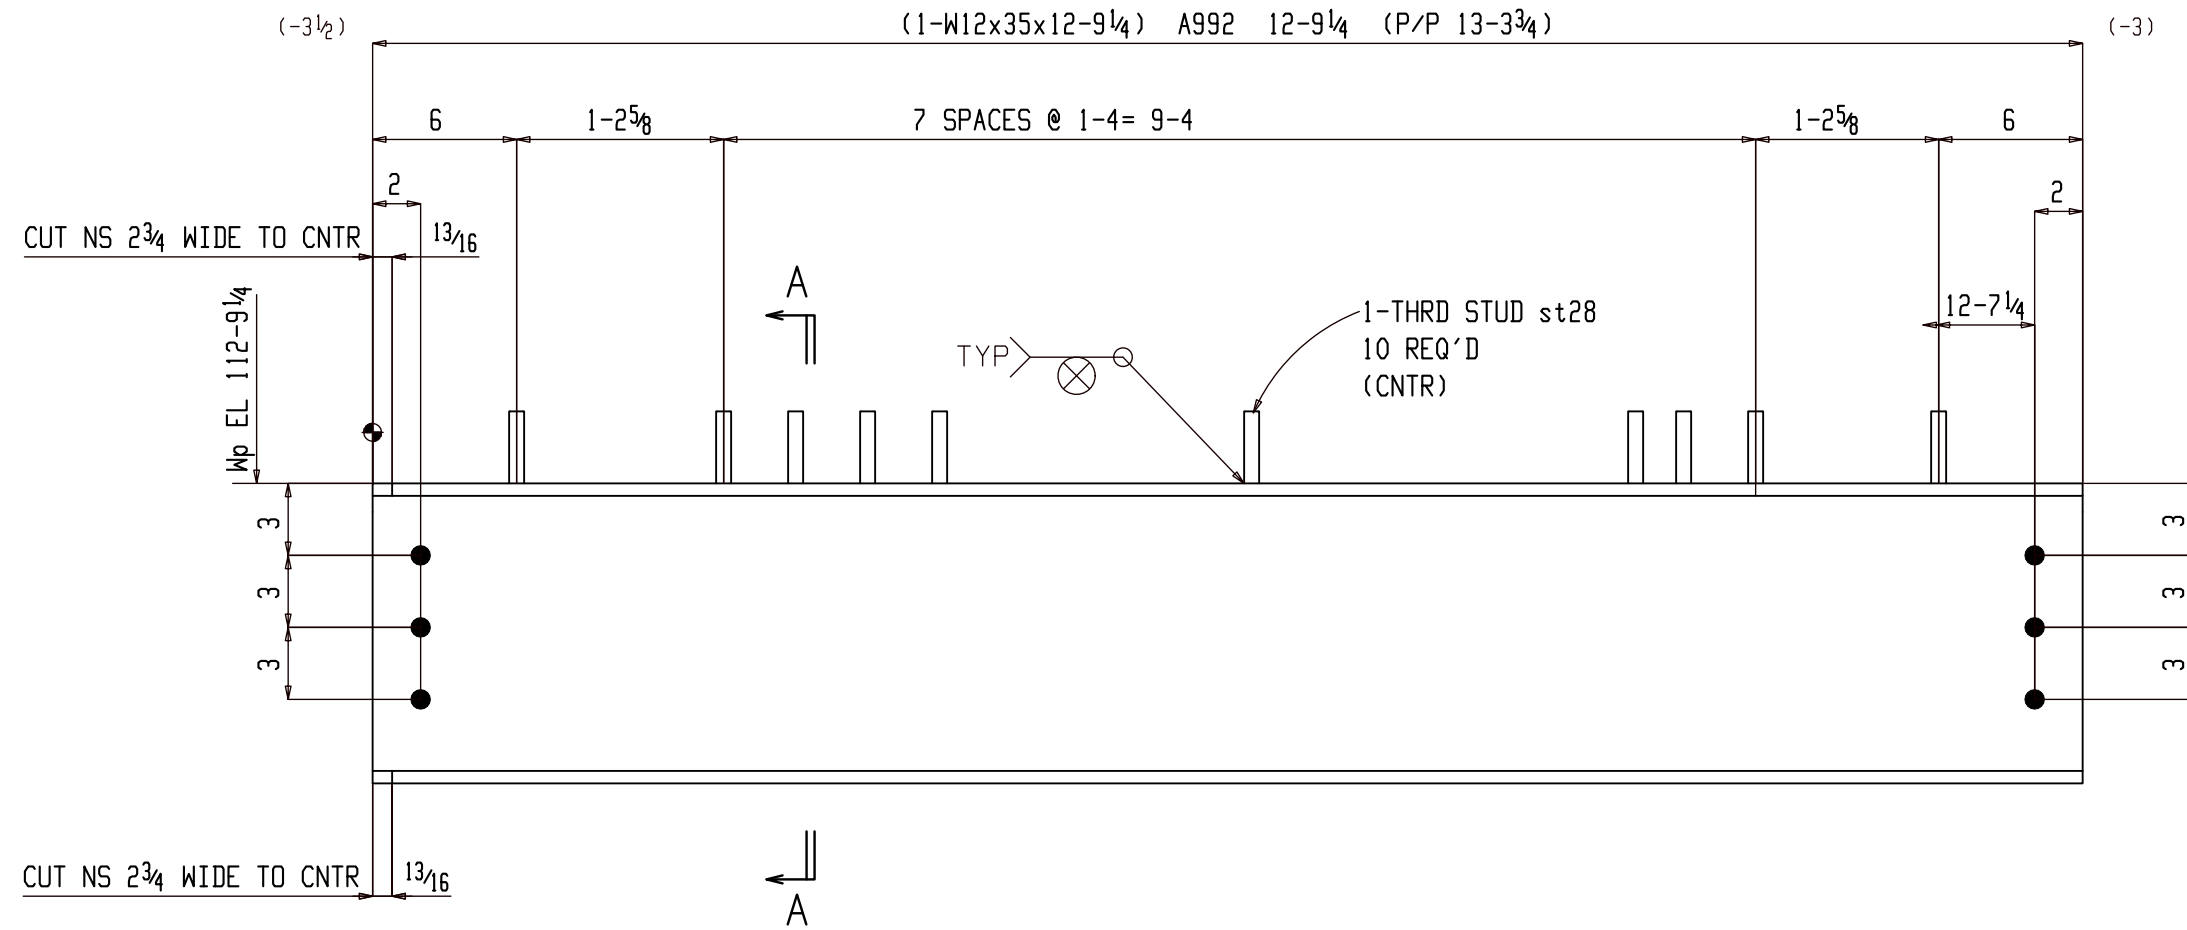 (-3½)
(1-W12x35x12-9¼) A992 12-9¼ (P/P 13-3¾)
(-3)
6
1-2⅝
7 SPACES @ 1-4= 9-4
1-2⅝
6
2
2
CUT NS 2¾ WIDE TO CNTR
13/16
A
Wp EL 112-9¼
12-7¼
1-THRD STUD st28
10 REQ'D
(CNTR)
TYP
3
3
3
3
3
3
CUT NS 2¾ WIDE TO CNTR
13/16
A